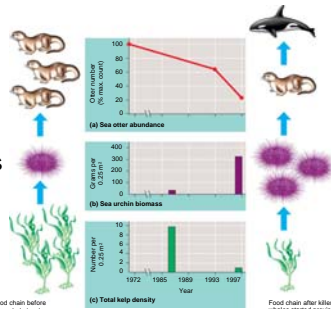 100
80
60
40
20
0
Otter number
(% max. count)
(a) Sea otter abundance
400
300
200
100
0
Grams per
0.25 m²
(b) Sea urchin biomass
10
8
6
4
2
0
Number per
0.25 m²
1972 1985 1989 1993 1997
Year
(c) Total kelp density
Food chain before
Food chain after killer